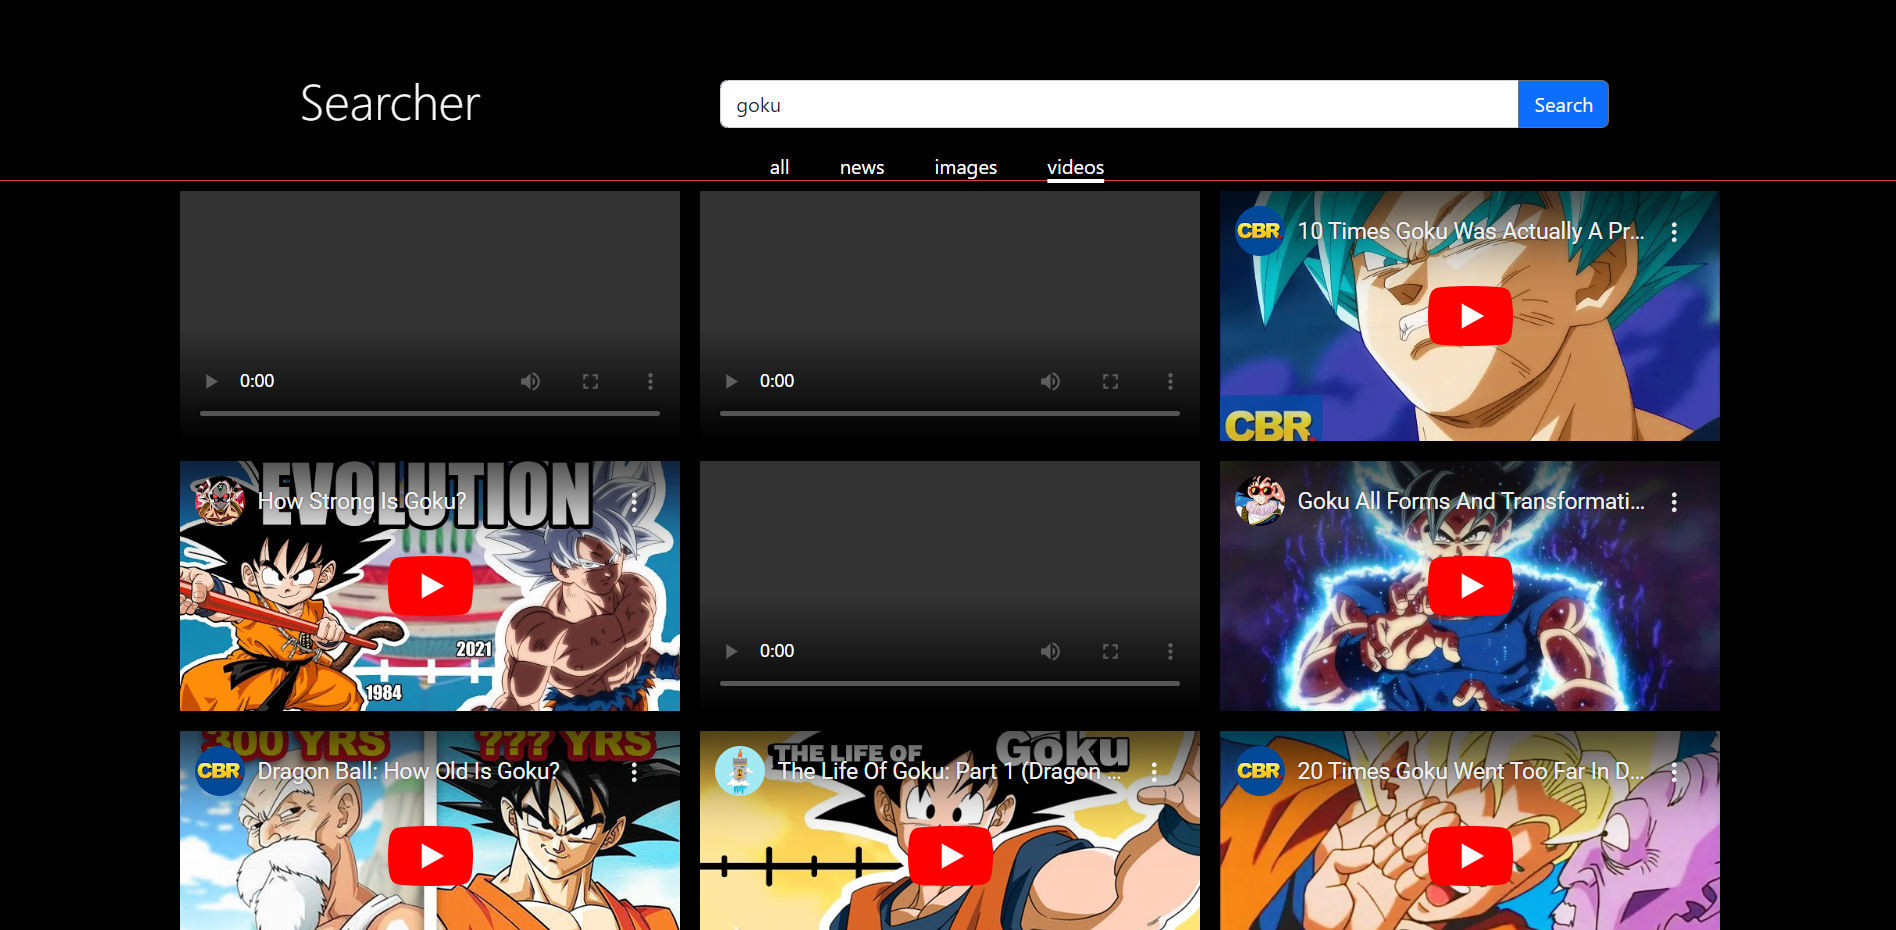 Searcher
goku
Search
all
news
images
videos
0:00
0:00
CBR
10 Times Goku Was Actually A Pr...
CBR.
EVOLUTION
How Strong Is Goku?
2021
1984
0:00
Goku All Forms And Transformati...
300 YRS
??? YRS
CBR
Dragon Ball: How Old Is Goku?
THE LIFE OF
Goku
The Life Of Goku: Part 1 (Dragon ...
CBR
20 Times Goku Went Too Far In D...